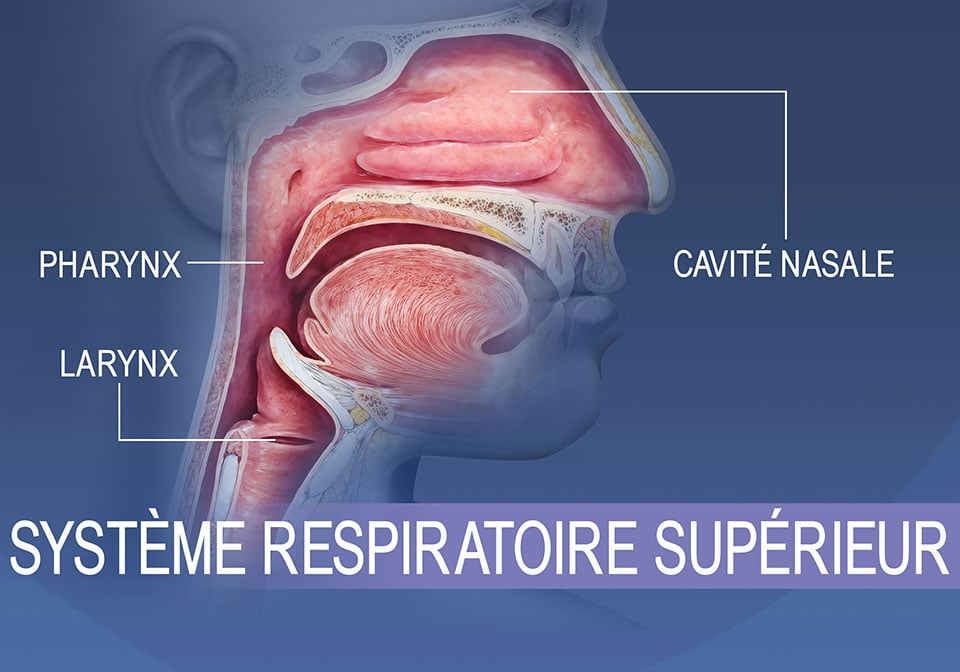 PHARYNX
CAVITÉ NASALE
LARYNX
SYSTÈME RESPIRATOIRE SUPÉRIEUR